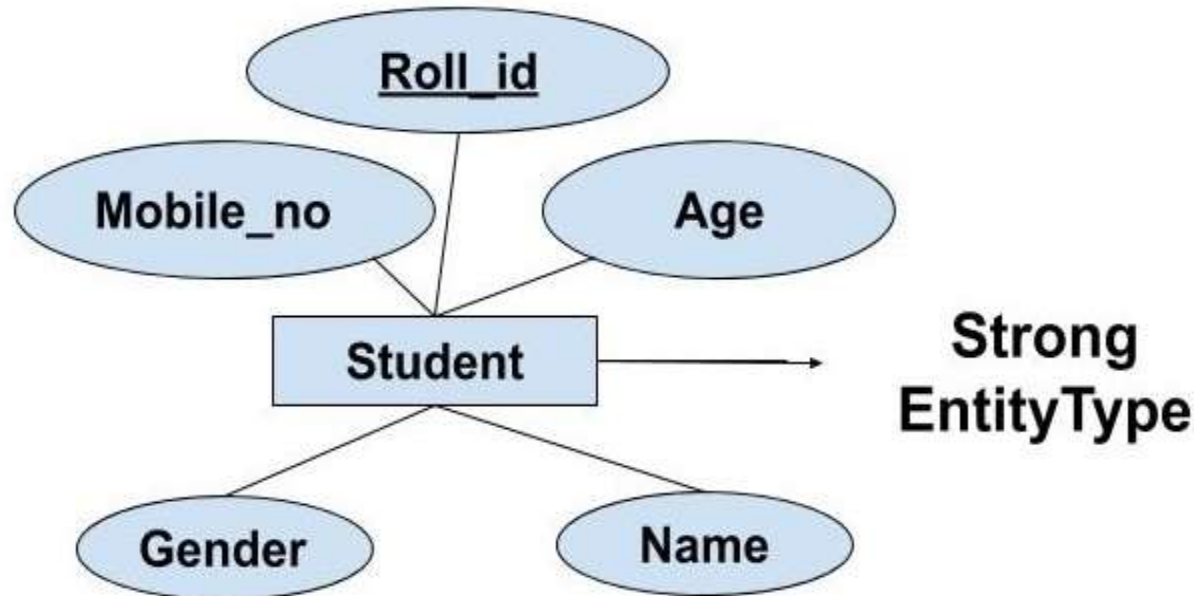 Roll_id
Mobile_no
Age
Student
Strong
EntityType
Gender
Name